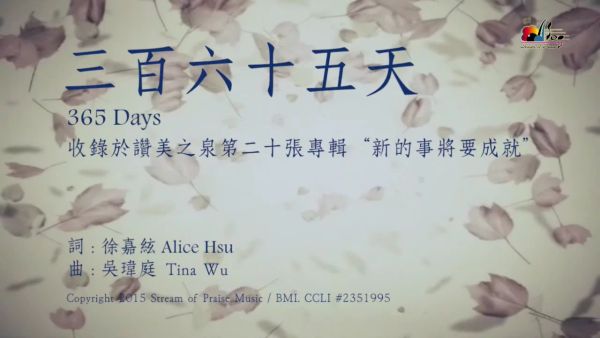 三百六十五天
365 Days
收錄於讚美之泉第二十張專輯 “新的事將要成就”
詞：徐嘉絃 Alice Hsu
曲：吳瑋庭 Tina Wu
Copyright 2015 Stream of Praise Music / BMI. CCLI #2351995